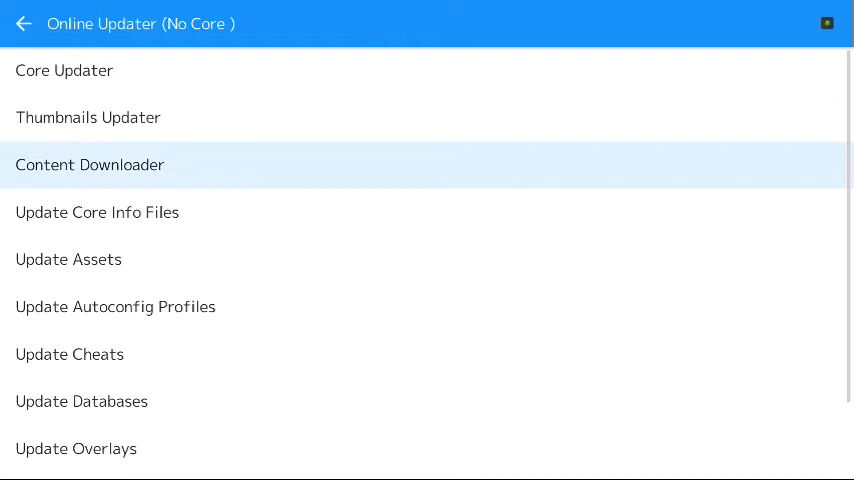 Online Updater (No Core )
Core Updater
Thumbnails Updater
Content Downloader
Update Core Info Files
Update Assets
Update Autoconfig Profiles
Update Cheats
Update Databases
Update Overlays